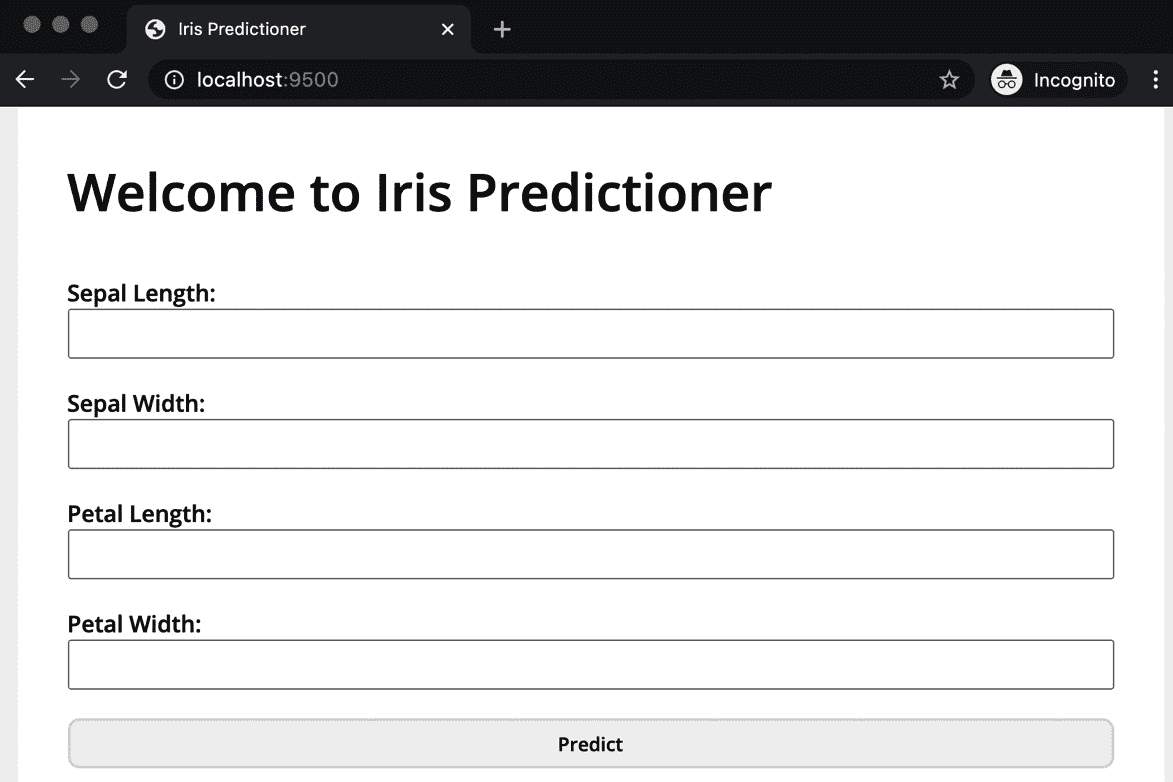 Iris Predictioner
localhost:9500
Incognito
Welcome to Iris Predictioner
Sepal Length:
Sepal Width:
Petal Length:
Petal Width:
Predict